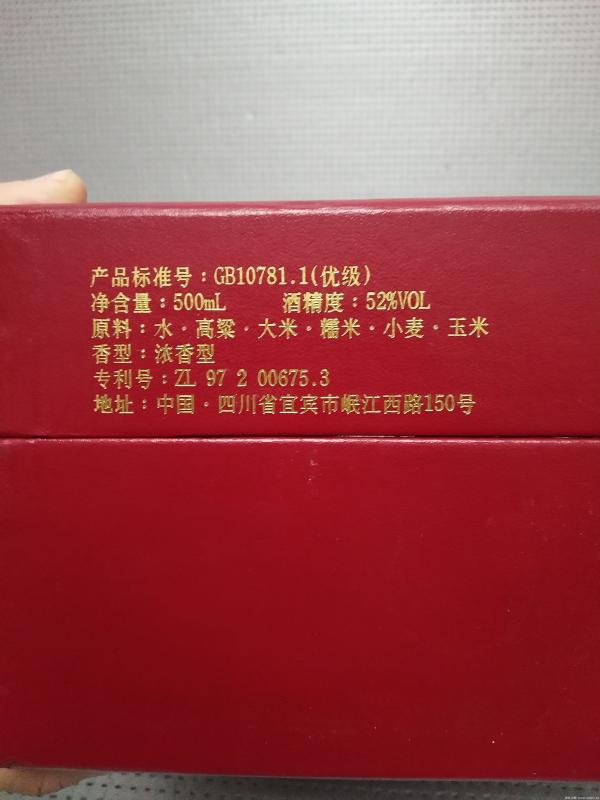 产品标准号：GB10781.1(优级)
净含量：500mL 酒精度：52%VOL
原料：水·高粱·大米·糯米·小麦·玉米
香型：浓香型
专利号：ZL 97 2 00675.3
地址：中国·四川省宜宾市岷江西路150号